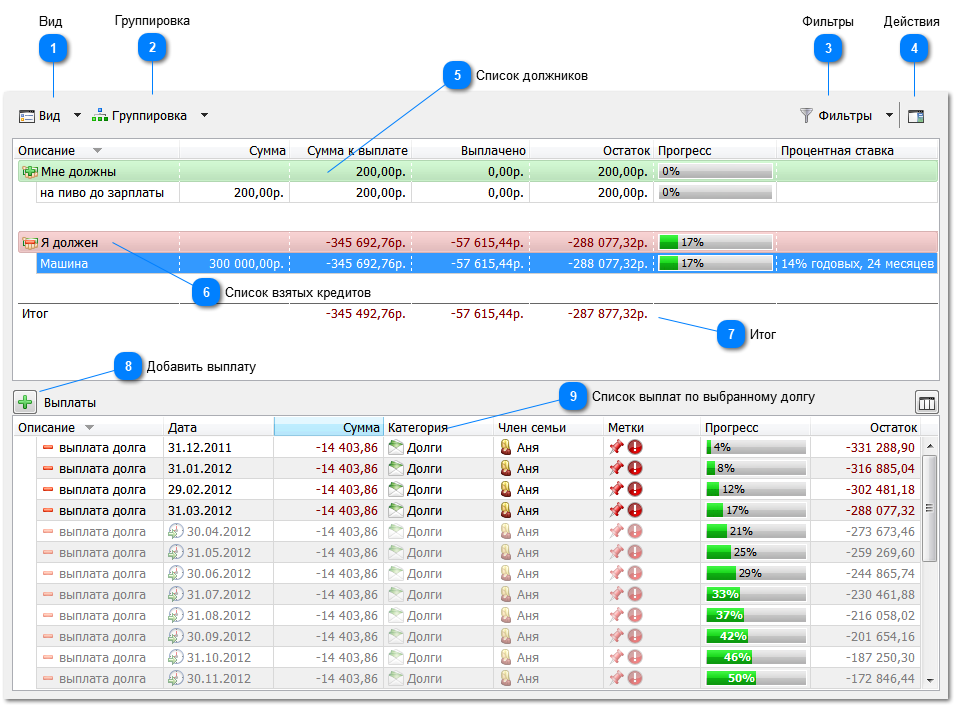 Вид
Группировка
Фильтры
Действия
1
2
3
4
5 Список должников
Вид Группировка Фильтры
Описание Сумма Сумма к выплате Выплачено Остаток Прогресс Процентная ставка
Мне должны 200,00р. 0,00р. 200,00р. 0%
на пиво до зарплаты 200,00р. 200,00р. 0,00р. 200,00р. 0%
Я должен -345 692,76р. -57 615,44р. -288 077,32р. 17%
Машина 300 000,00р. -345 692,76р. -57 615,44р. -288 077,32р. 17% 14% годовых, 24 месяцев
6 Список взятых кредитов
Итог -345 492,76р. -57 615,44р. -287 877,32р.
7 Итог
8 Добавить выплату
9 Список выплат по выбранному долгу
Выплаты
Описание Дата Сумма Категория Член семьи Метки Прогресс Остаток
выплата долга 31.12.2011 -14 403,86 Долги Аня 4% -331 288,90
выплата долга 31.01.2012 -14 403,86 Долги Аня 8% -316 885,04
выплата долга 29.02.2012 -14 403,86 Долги Аня 12% -302 481,18
выплата долга 31.03.2012 -14 403,86 Долги Аня 17% -288 077,32
выплата долга 30.04.2012 -14 403,86 Долги Аня 21% -273 673,46
выплата долга 31.05.2012 -14 403,86 Долги Аня 25% -259 269,60
выплата долга 30.06.2012 -14 403,86 Долги Аня 29% -244 865,74
выплата долга 31.07.2012 -14 403,86 Долги Аня 33% -230 461,88
выплата долга 31.08.2012 -14 403,86 Долги Аня 37% -216 058,02
выплата долга 30.09.2012 -14 403,86 Долги Аня 42% -201 654,16
выплата долга 31.10.2012 -14 403,86 Долги Аня 46% -187 250,30
выплата долга 30.11.2012 -14 403,86 Долги Аня 50% -172 846,44